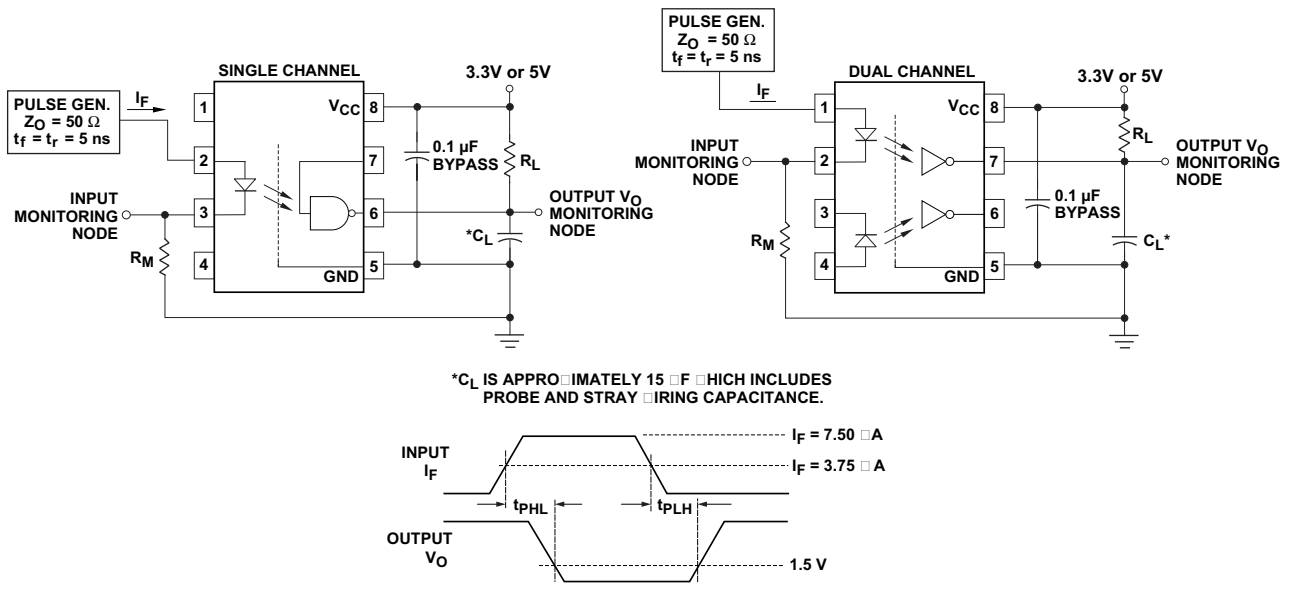 SINGLE CHANNEL
PULSE GEN.
Z_O = 50 Ω
t_f = t_r = 5 ns
I_F
1
2
3
4
V_CC 8
7
6
GND 5
3.3V or 5V
0.1 µF
BYPASS
R_L
INPUT
MONITORING
NODE
R_M
OUTPUT V_O
MONITORING
NODE
*C_L
PULSE GEN.
Z_O = 50 Ω
t_f = t_r = 5 ns
DUAL CHANNEL
I_F
1
2
3
4
V_CC 8
7
6
GND 5
3.3V or 5V
R_L
INPUT
MONITORING
NODE
R_M
OUTPUT V_O
MONITORING
NODE
0.1 µF
BYPASS
C_L*
*C_L IS APPRO□IMATELY 15 □F □HICH INCLUDES
PROBE AND STRAY □IRING CAPACITANCE.
INPUT
I_F
I_F = 7.50 □A
I_F = 3.75 □A
t_PHL
t_PLH
OUTPUT
V_O
1.5 V